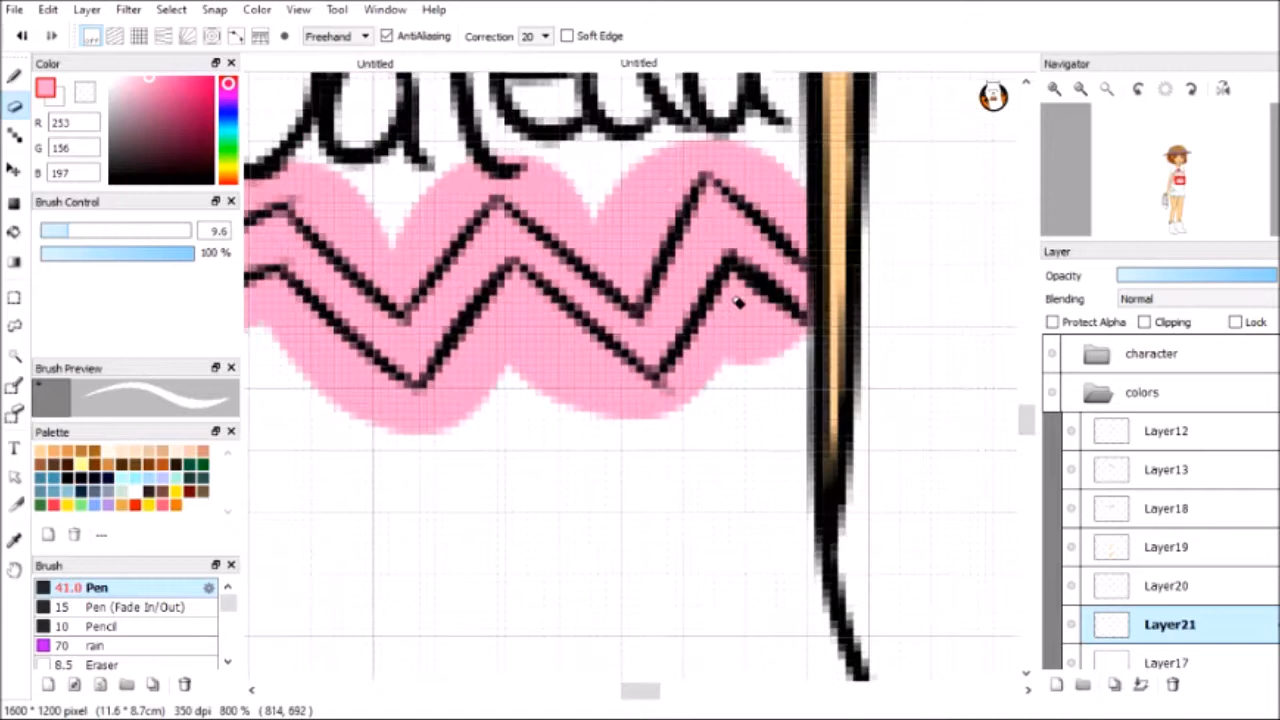 File Edit Layer Filter Select Snap Color View Tool Window Help
OFF Freehand AntiAliasing Correction 20 Soft Edge
Color Untitled Untitled Navigator
R 253
G 156
B 197
Brush Control
9.6
100 %
Brush Preview
Palette
---
Brush
41.0 Pen
15 Pen (Fade In/Out)
10 Pencil
70 rain
8.5 Eraser
Layer
Opacity
Blending Normal
Protect Alpha Clipping Lock
character
colors
Layer12
Layer13
Layer18
Layer19
Layer20
Layer21
Layer17
1600 * 1200 pixel (11.6 * 8.7cm) 350 dpi 800 % ( 814, 692 )